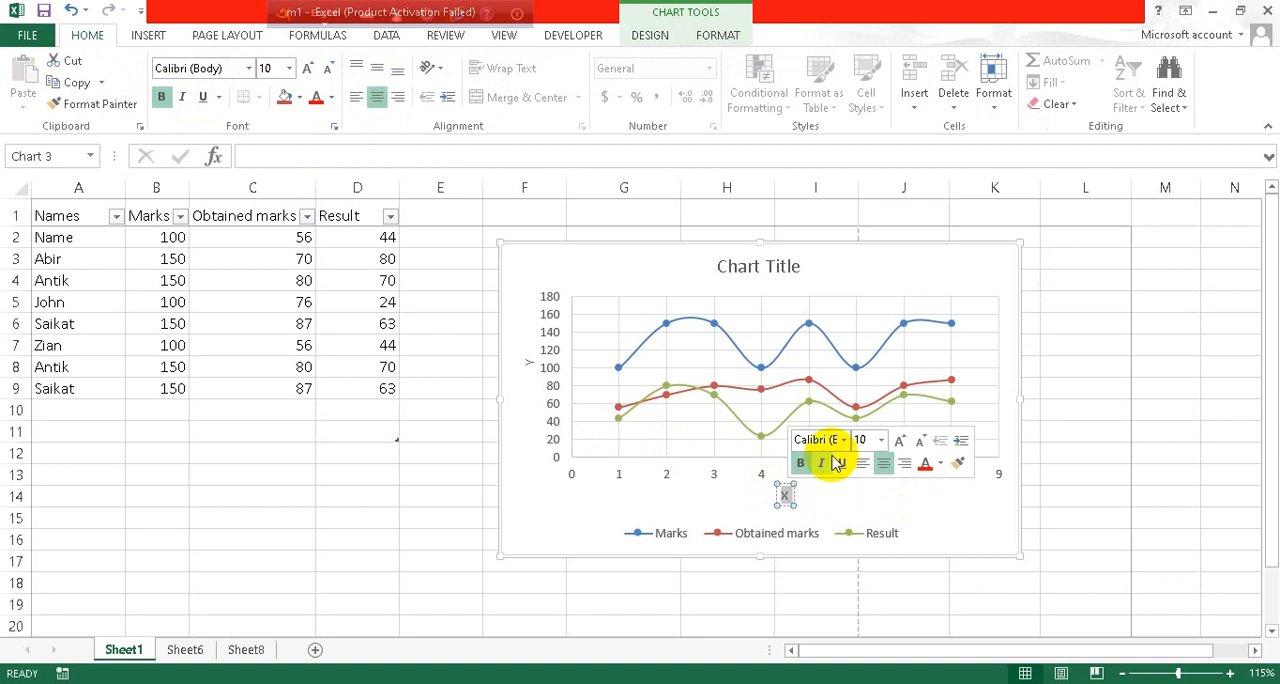 m1 - Excel (Product Activation Failed)
CHART TOOLS
?
FILE HOME INSERT PAGE LAYOUT FORMULAS DATA REVIEW VIEW DEVELOPER DESIGN FORMAT Microsoft account
Paste
Cut
Copy
Format Painter
Clipboard
Calibri (Body) 10
B I U
Font
Wrap Text
Merge & Center
Alignment
General
$ % ,
Number
Conditional Formatting
Format as Table
Cell Styles
Styles
Insert Delete Format
Cells
AutoSum
Fill
Clear
Sort & Filter
Find & Select
Editing
Chart 3 fx
A B C D E F G H I J K L M N
1 Names Marks Obtained marks Result
2 Name 100 56 44
3 Abir 150 70 80
4 Antik 150 80 70
5 John 100 76 24
6 Saikat 150 87 63
7 Zian 100 56 44
8 Antik 150 80 70
9 Saikat 150 87 63
10
11
12
13
14
15
16
17
18
19
20
Chart Title
180
160
140
120
100
80
60
40
20
0
Y
0 1 2 3 4 9
X
Calibri (E 10
B I U A
Marks Obtained marks Result
Sheet1 Sheet6 Sheet8
READY 115%